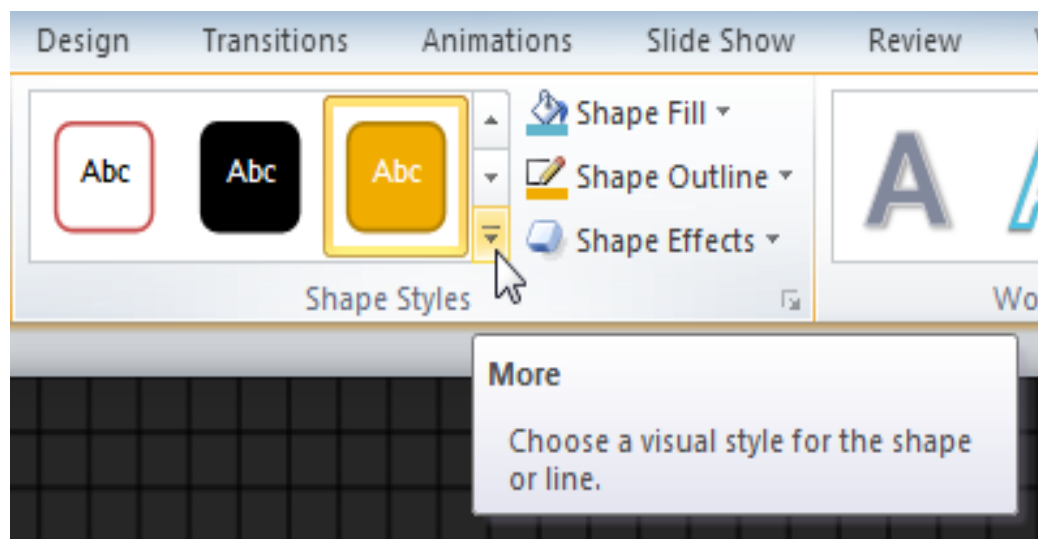 Design Transitions Animations Slide Show Review
Abc Abc Abc
Shape Fill
Shape Outline
Shape Effects
A
Shape Styles
More
Choose a visual style for the shape
or line.